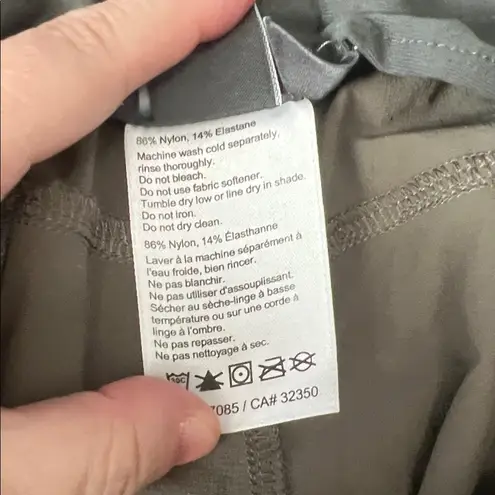 86% Nylon, 14% Elastane
Machine wash cold separately,
rinse thoroughly.
Do not bleach.
Do not use fabric softener.
Tumble dry low or line dry in shade.
Do not iron.
Do not dry clean.
86% Nylon, 14% Élasthanne
Laver à la machine séparément à
l'eau froide, bien rincer.
Ne pas blanchir.
Ne pas utiliser d'assouplissant.
Sécher au sèche-linge à basse
température ou sur une corde à
linge à l'ombre.
Ne pas repasser.
Ne pas nettoyage à sec.
7085 / CA# 32350